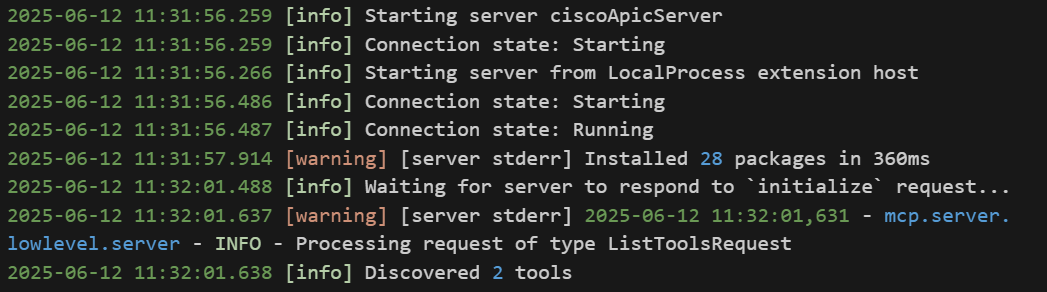 2025-06-12 11:31:56.259 [info] Starting server ciscoApicServer
2025-06-12 11:31:56.259 [info] Connection state: Starting
2025-06-12 11:31:56.266 [info] Starting server from LocalProcess extension host
2025-06-12 11:31:56.486 [info] Connection state: Starting
2025-06-12 11:31:56.487 [info] Connection state: Running
2025-06-12 11:31:57.914 [warning] [server stderr] Installed 28 packages in 360ms
2025-06-12 11:32:01.488 [info] Waiting for server to respond to `initialize` request...
2025-06-12 11:32:01.637 [warning] [server stderr] 2025-06-12 11:32:01,631 - mcp.server.
lowlevel.server - INFO - Processing request of type ListToolsRequest
2025-06-12 11:32:01.638 [info] Discovered 2 tools